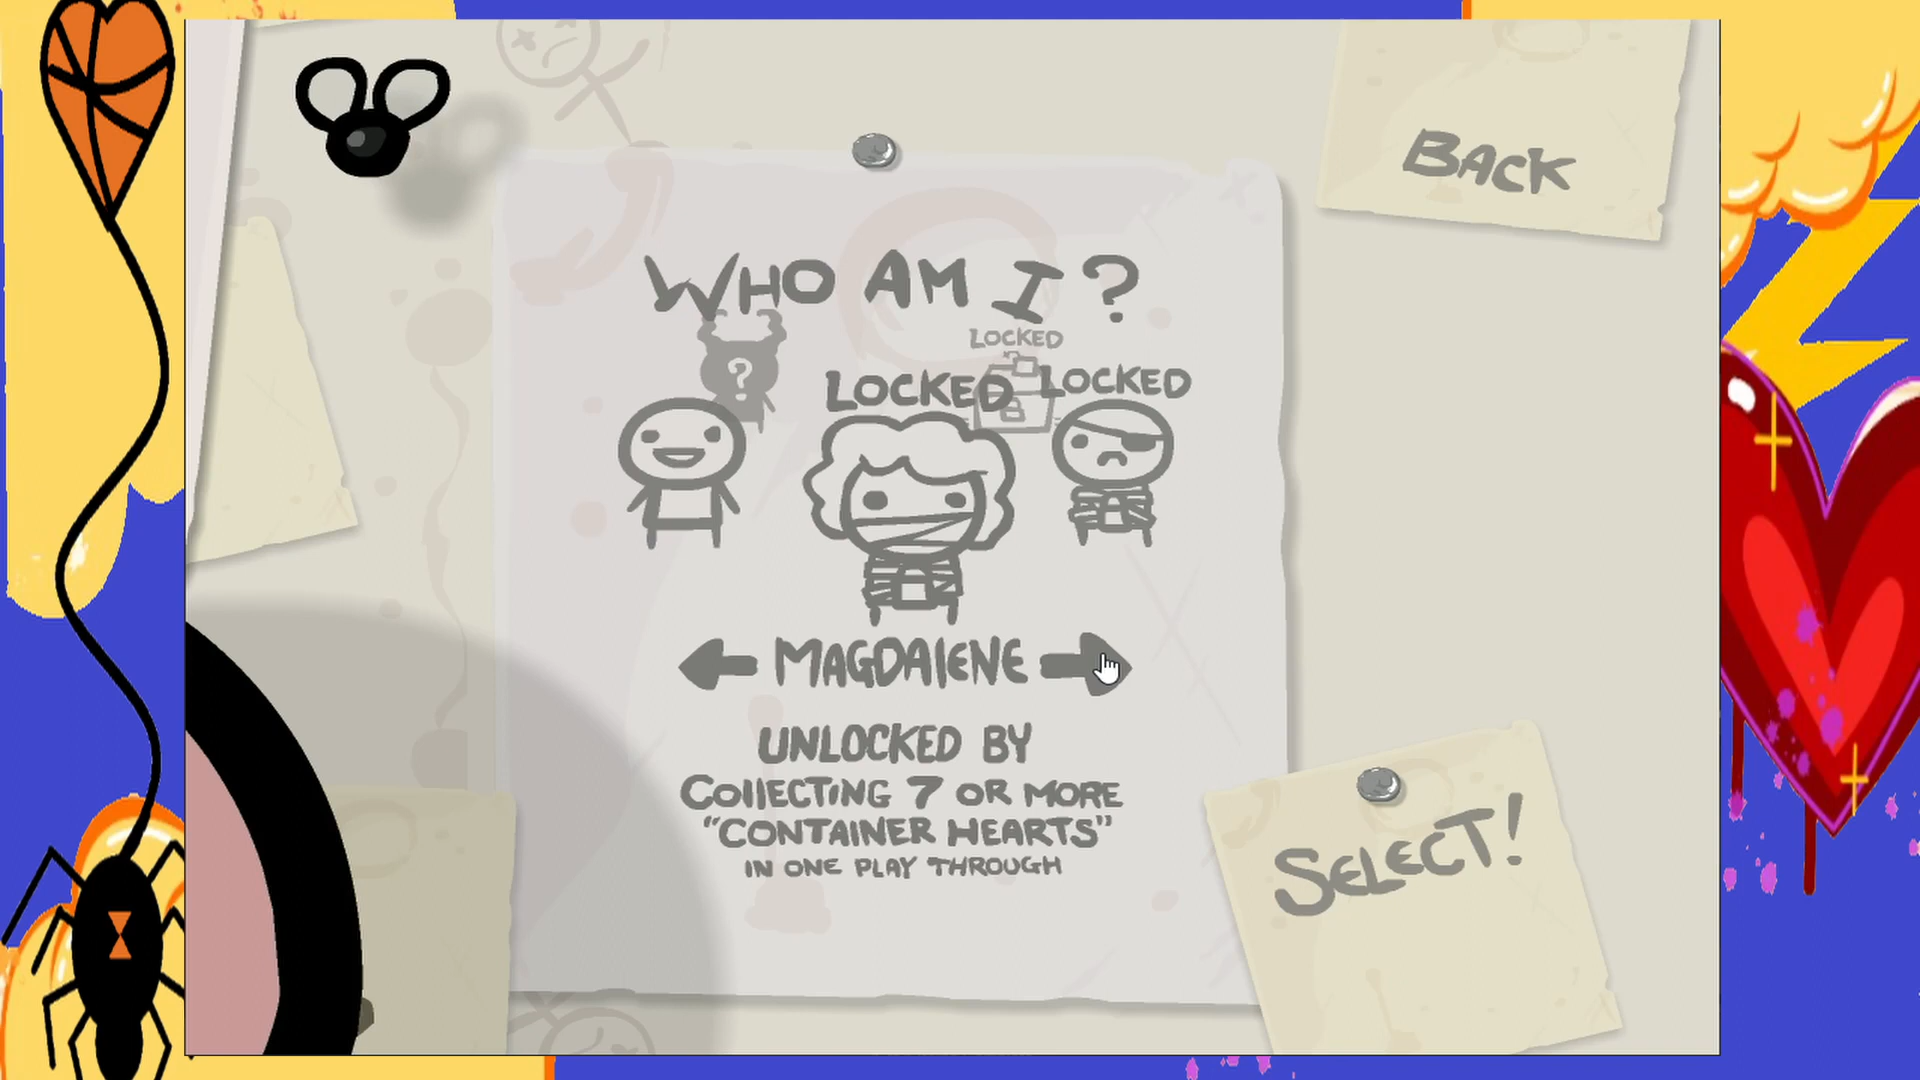 BACK
WHO AM I?
LOCKED
LOCKED
LOCKED
?
MAGDAlENE
UNLOCKED BY
COllECTING 7 OR MORE
"CONTAINER HEARTS"
IN ONE PLAY THROUGH
SELECT!